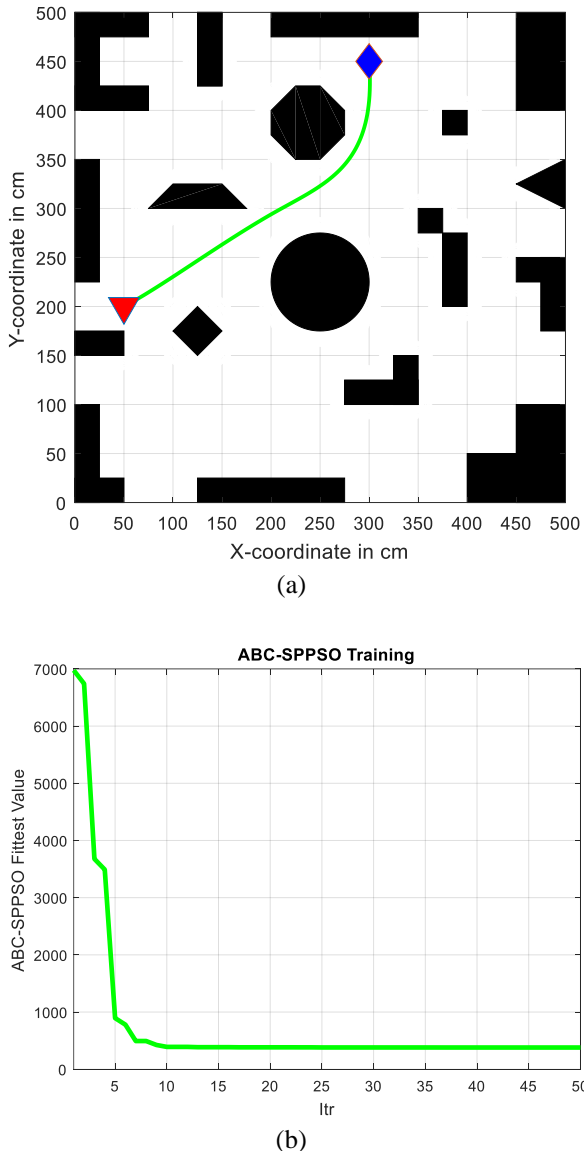 500
450
400
350
300
250
200
150
100
50
0
Y-coordinate in cm
0 50 100 150 200 250 300 350 400 450 500
X-coordinate in cm
(a)
ABC-SPPSO Training
7000
6000
5000
4000
3000
2000
1000
0
ABC-SPPSO Fittest Value
5 10 15 20 25 30 35 40 45 50
Itr
(b)